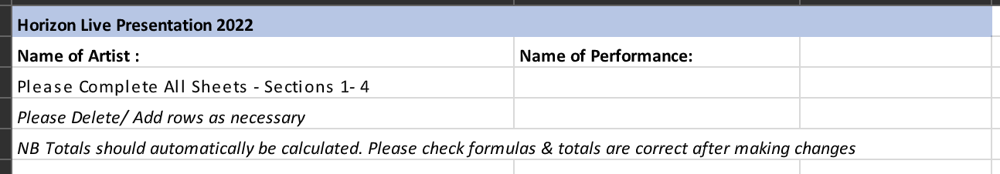 Horizon Live Presentation 2022
Name of Artist : Name of Performance:
Please Complete All Sheets - Sections 1- 4
Please Delete/ Add rows as necessary
NB Totals should automatically be calculated. Please check formulas & totals are correct after making changes